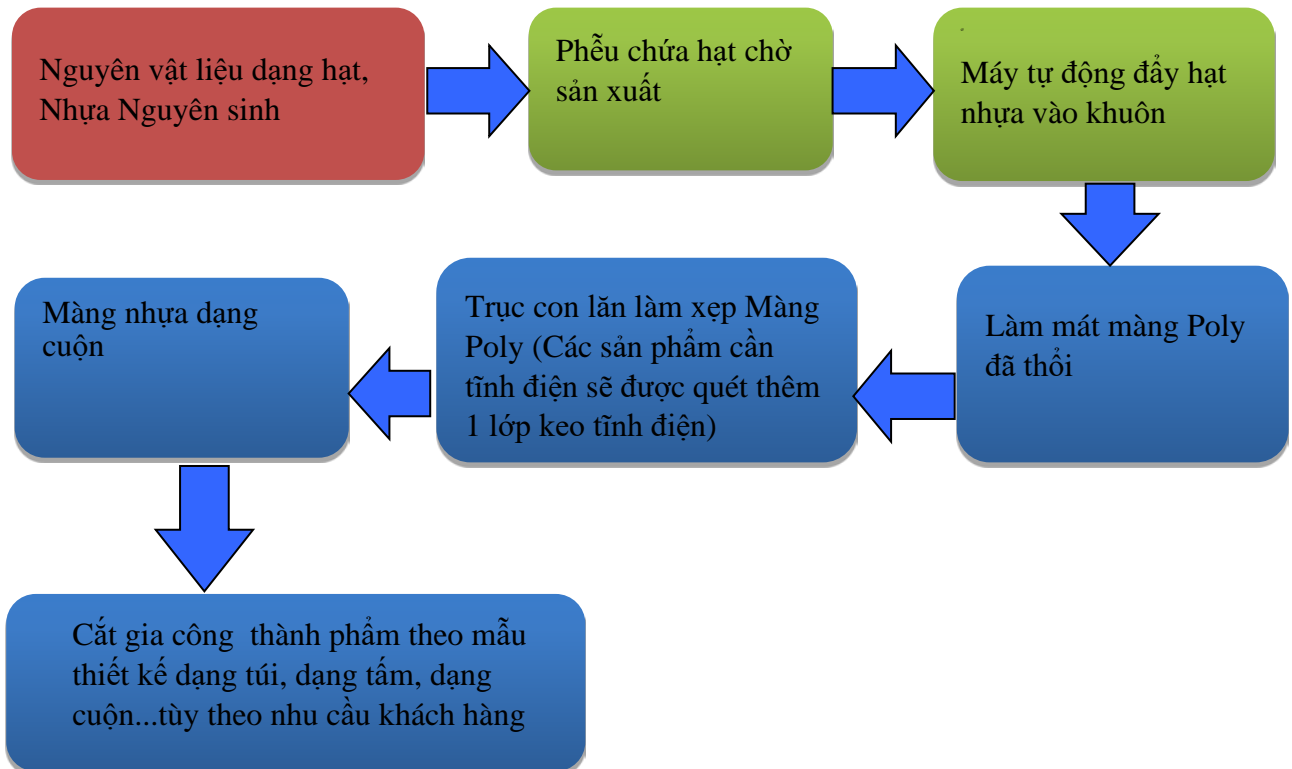 Nguyên vật liệu dạng hạt,
Nhựa Nguyên sinh
Phễu chứa hạt chờ
sản xuất
Máy tự động đẩy hạt
nhựa vào khuôn
Làm mát màng Poly
đã thổi
Trục con lăn làm xẹp Màng
Poly (Các sản phẩm cần
tĩnh điện sẽ được quét thêm
1 lớp keo tĩnh điện)
Màng nhựa dạng
cuộn
Cắt gia công thành phẩm theo mẫu
thiết kế dạng túi, dạng tấm, dạng
cuộn...tùy theo nhu cầu khách hàng